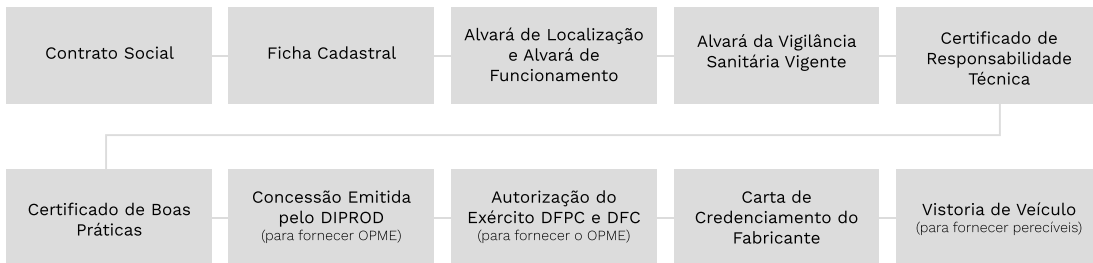 Contrato Social
Ficha Cadastral
Alvará de Localização
e Alvará de
Funcionamento
Alvará da Vigilância
Sanitária Vigente
Certificado de
Responsabilidade
Técnica
Certificado de Boas
Práticas
Concessão Emitida
pelo DIPROD
(para fornecer OPME)
Autorização do
Exército DFPC e DFC
(para fornecer o OPME)
Carta de
Credenciamento do
Fabricante
Vistoria de Veículo
(para fornecer perecíveis)